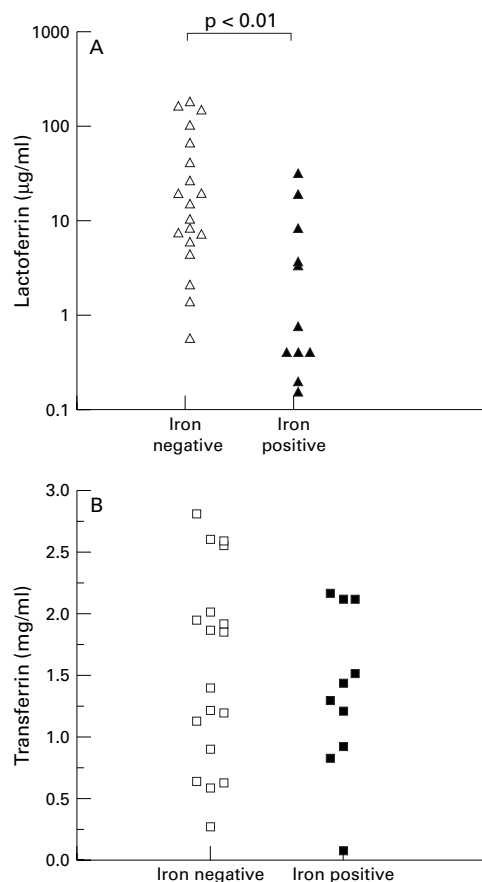 p < 0.01
A
1000
100
10
1
0.1
Lactoferrin (μg/ml)
Iron
negative
Iron
positive
B
3.0
2.5
2.0
1.5
1.0
0.5
0.0
Transferrin (mg/ml)
Iron negative
Iron positive